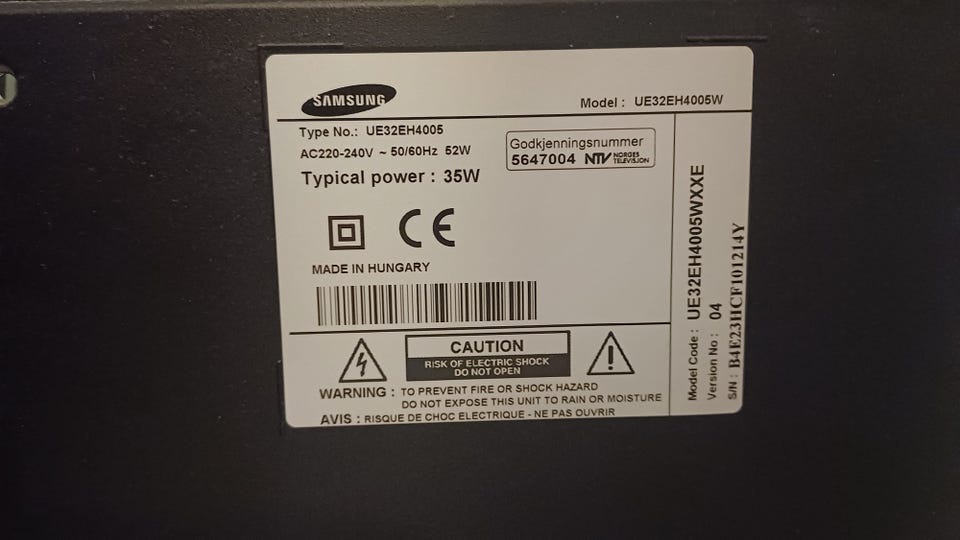 SAMSUNG
Model : UE32EH4005W
Type No.: UE32EH4005
AC220-240V ~ 50/60Hz 52W
Typical power : 35W
Godkjenningsnummer
5647004 NTV NORGES TELEVISJON
CE
MADE IN HUNGARY
CAUTION
RISK OF ELECTRIC SHOCK
DO NOT OPEN
WARNING : TO PREVENT FIRE OR SHOCK HAZARD
DO NOT EXPOSE THIS UNIT TO RAIN OR MOISTURE
AVIS : RISQUE DE CHOC ELECTRIQUE - NE PAS OUVRIR
Model Code : UE32EH4005WXXE
Version No : 04
S/N : B4E23HCF101214Y